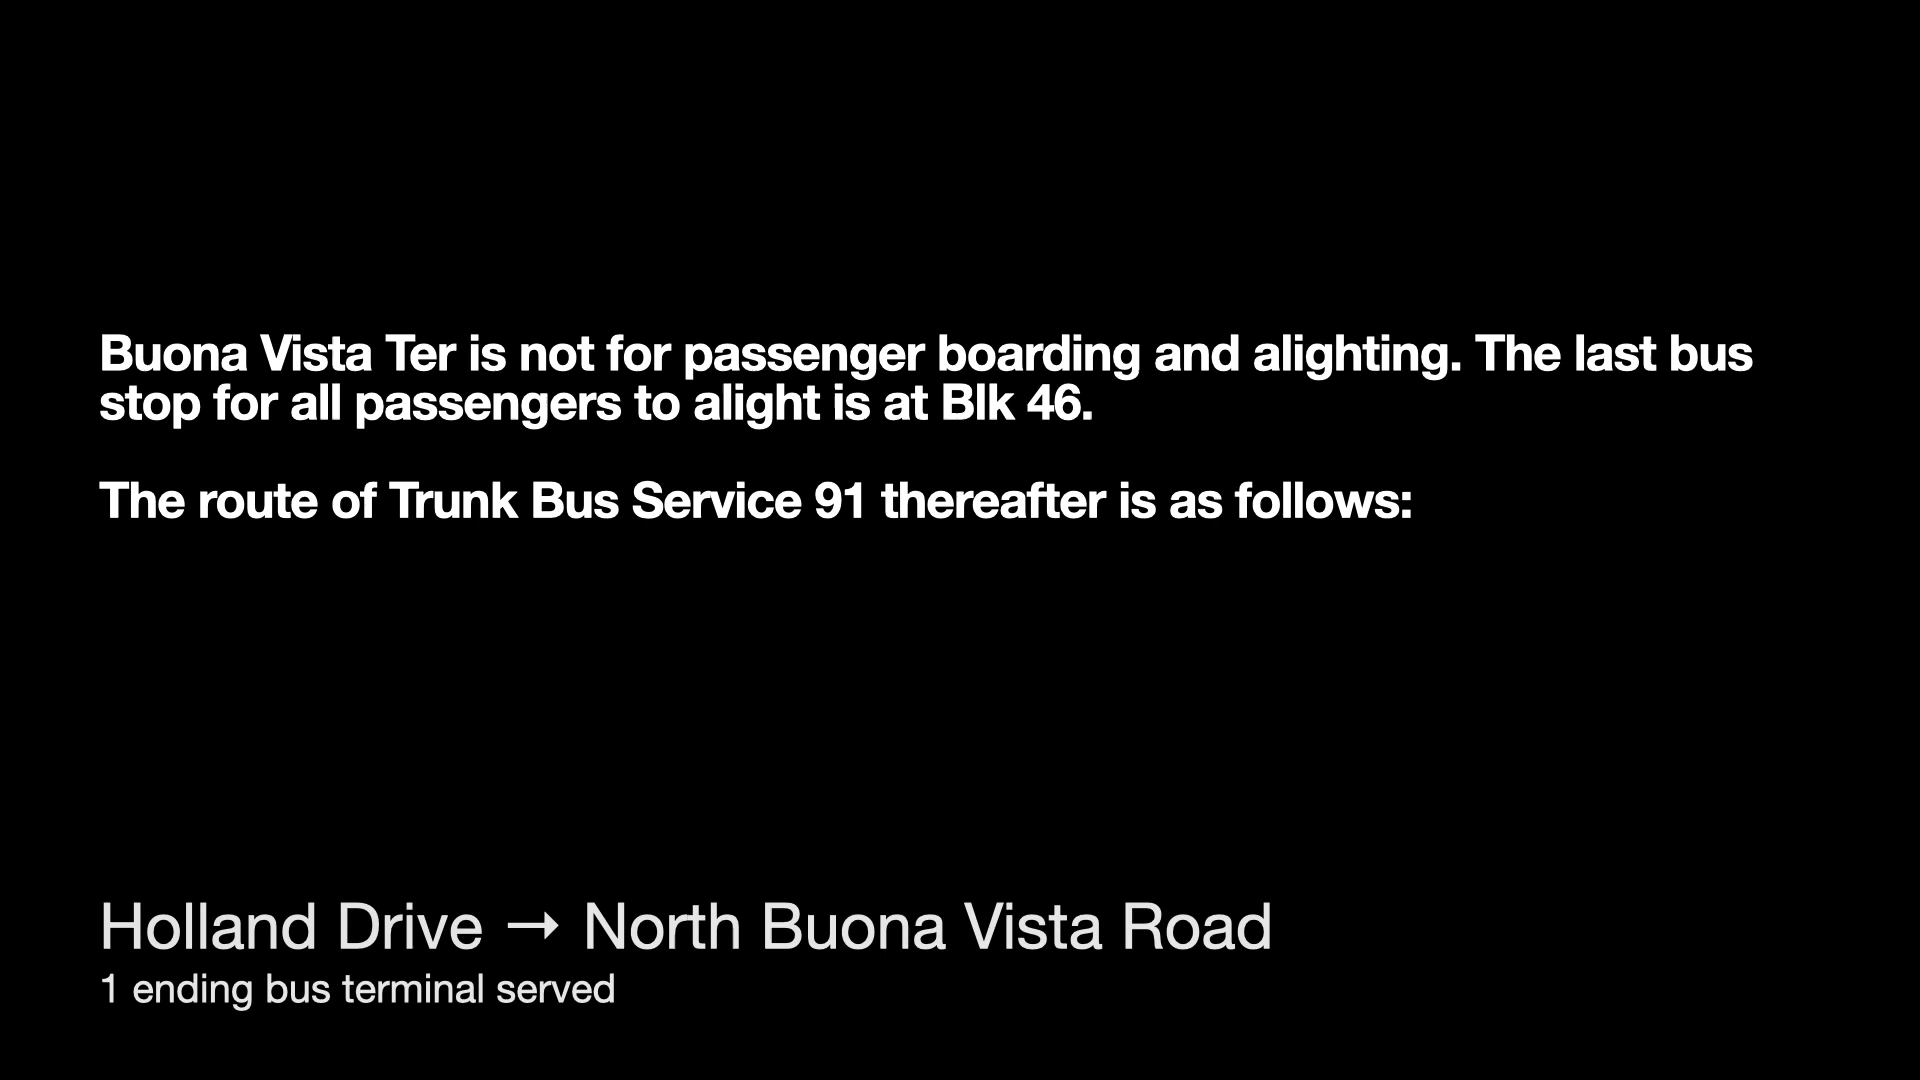 Buona Vista Ter is not for passenger boarding and alighting. The last bus
stop for all passengers to alight is at Blk 46.
The route of Trunk Bus Service 91 thereafter is as follows:
Holland Drive → North Buona Vista Road
1 ending bus terminal served